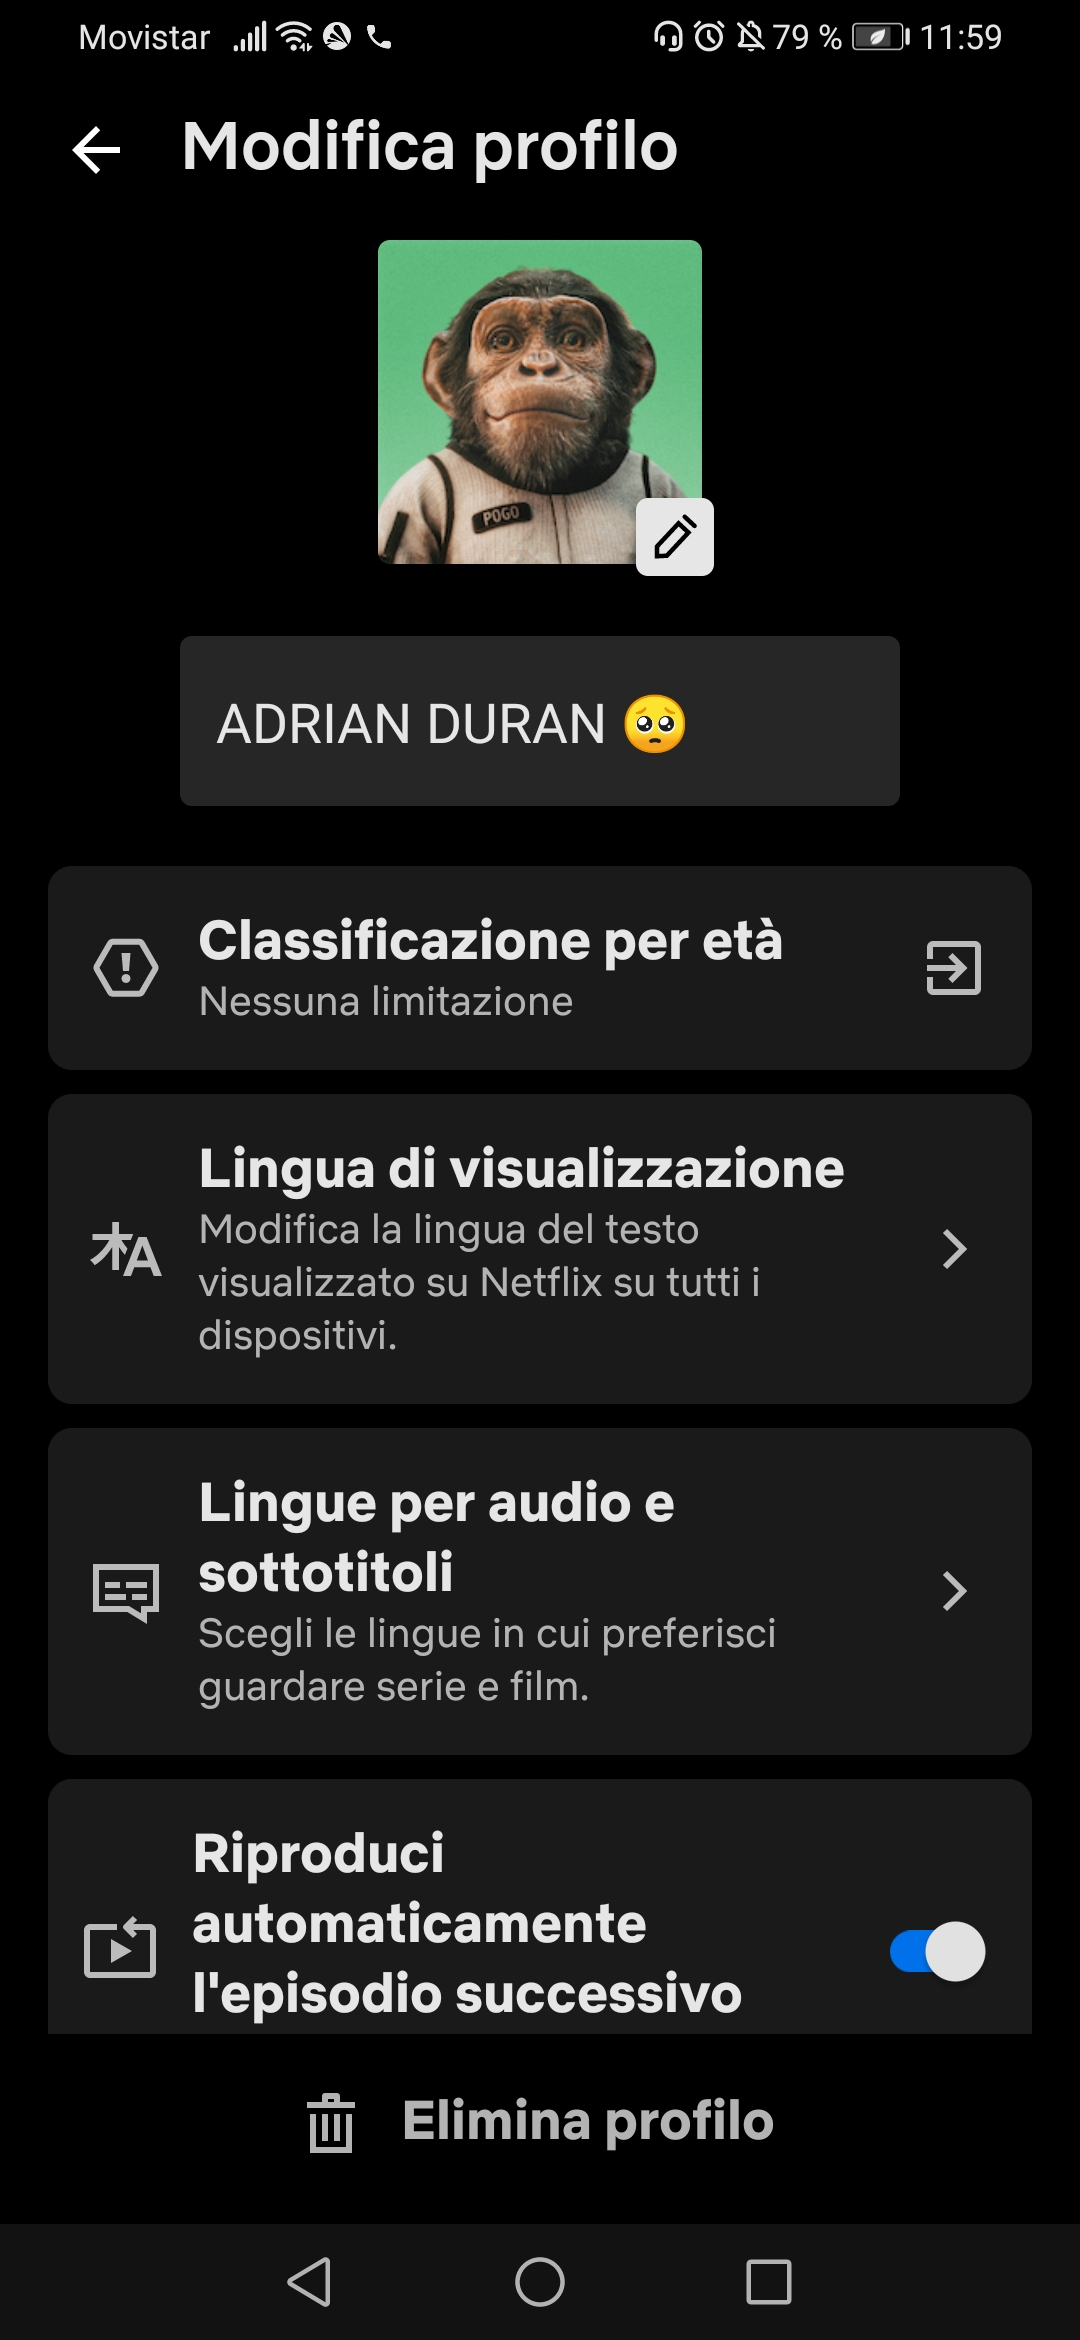 Movistar 79 % 11:59
Modifica profilo
POGO
ADRIAN DURAN 🥺
Classificazione per età
Nessuna limitazione
Lingua di visualizzazione
Modifica la lingua del testo
visualizzato su Netflix su tutti i
dispositivi.
Lingue per audio e
sottotitoli
Scegli le lingue in cui preferisci
guardare serie e film.
Riproduci
automaticamente
l'episodio successivo
Elimina profilo